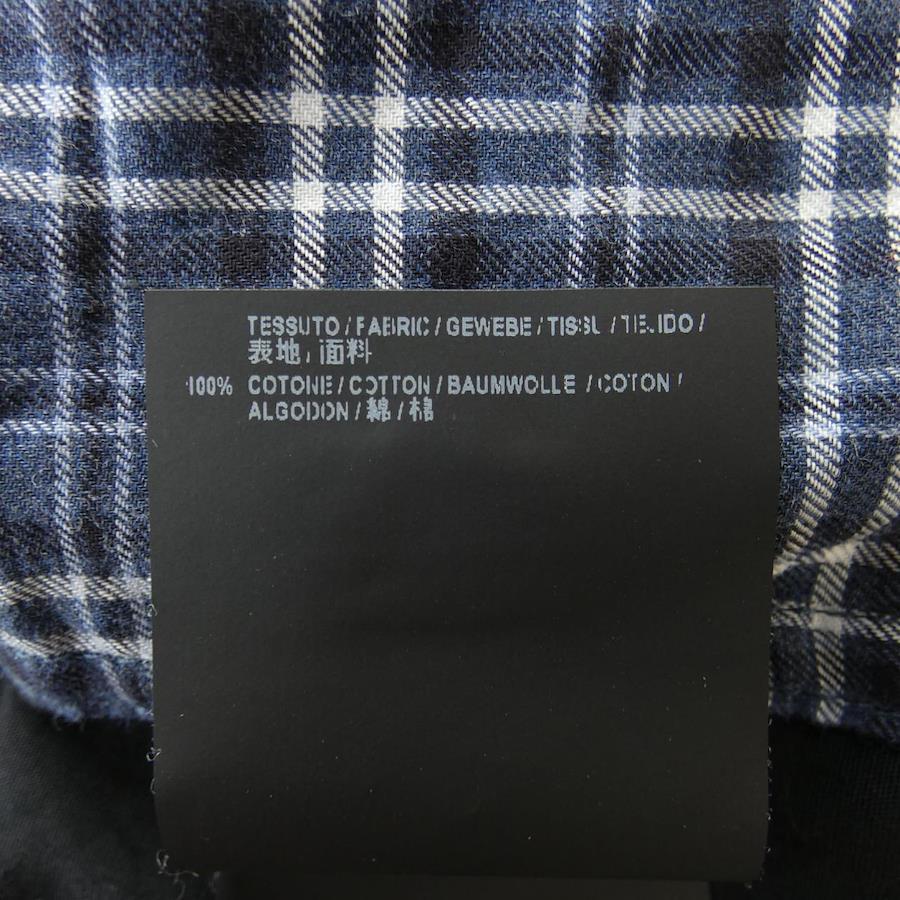 TESSUTO / FABRIC / GEWEBE / TISSU / TEJIDO /
表地, 面料
100% COTONE / COTTON / BAUMWOLLE / COTON /
ALGODON / 綿 / 棉